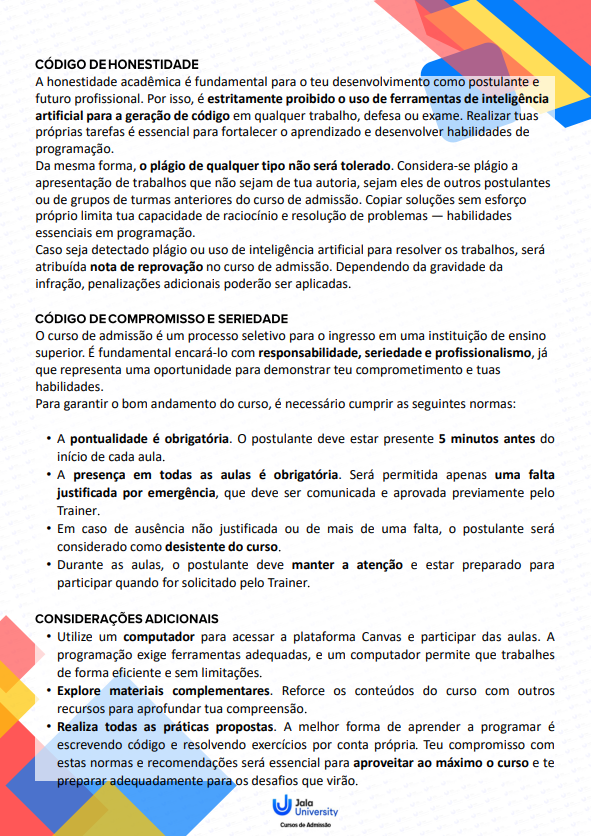 CÓDIGO DE HONESTIDADE
A honestidade acadêmica é fundamental para o teu desenvolvimento como postulante e
futuro profissional. Por isso, é estritamente proibido o uso de ferramentas de inteligência
artificial para a geração de código em qualquer trabalho, defesa ou exame. Realizar tuas
próprias tarefas é essencial para fortalecer o aprendizado e desenvolver habilidades de
programação.
Da mesma forma, o plágio de qualquer tipo não será tolerado. Considera-se plágio a
apresentação de trabalhos que não sejam de tua autoria, sejam eles de outros postulantes
ou de grupos de turmas anteriores do curso de admissão. Copiar soluções sem esforço
próprio limita tua capacidade de raciocínio e resolução de problemas — habilidades
essenciais em programação.
Caso seja detectado plágio ou uso de inteligência artificial para resolver os trabalhos, será
atribuída nota de reprovação no curso de admissão. Dependendo da gravidade da
infração, penalizações adicionais poderão ser aplicadas.
CÓDIGO DE COMPROMISSO E SERIEDADE
O curso de admissão é um processo seletivo para o ingresso em uma instituição de ensino
superior. É fundamental encará-lo com responsabilidade, seriedade e profissionalismo, já
que representa uma oportunidade para demonstrar teu comprometimento e tuas
habilidades.
Para garantir o bom andamento do curso, é necessário cumprir as seguintes normas:
• A pontualidade é obrigatória. O postulante deve estar presente 5 minutos antes do
início de cada aula.
• A presença em todas as aulas é obrigatória. Será permitida apenas uma falta
justificada por emergência, que deve ser comunicada e aprovada previamente pelo
Trainer.
• Em caso de ausência não justificada ou de mais de uma falta, o postulante será
considerado como desistente do curso.
• Durante as aulas, o postulante deve manter a atenção e estar preparado para
participar quando for solicitado pelo Trainer.
CONSIDERAÇÕES ADICIONAIS
• Utilize um computador para acessar a plataforma Canvas e participar das aulas. A
programação exige ferramentas adequadas, e um computador permite que trabalhes
de forma eficiente e sem limitações.
• Explore materiais complementares. Reforce os conteúdos do curso com outros
recursos para aprofundar tua compreensão.
• Realiza todas as práticas propostas. A melhor forma de aprender a programar é
escrevendo código e resolvendo exercícios por conta própria. Teu compromisso com
estas normas e recomendações será essencial para aproveitar ao máximo o curso e te
preparar adequadamente para os desafios que virão.
Jala
University
Cursos de Admissão